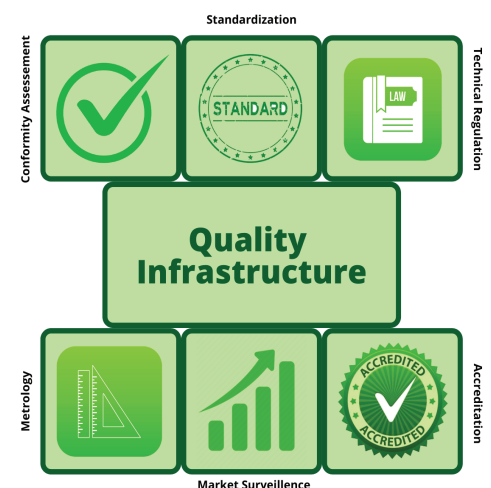 Standardization
Conformity Assessement
STANDARD
LAW
Technical Regulation
Quality
Infrastructure
Metrology
ACCREDITED
ACCREDITED
Accreditation
Market Surveillence